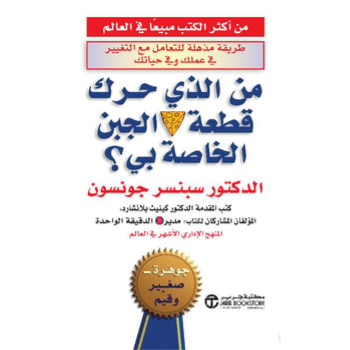 من أكثر الكتب مبيعًا في العالم
طريقة مذهلة للتعامل مع التغيير
في عملك وفي حياتك
من الذي حرك
قطعة الجبن
الخاصة بي؟
الدكتور سبنسر جونسون
كتب المقدمة الدكتور كينيث بلانشارد،
المؤلفان المشاركان لكتاب: مدير الدقيقة الواحدة
المنهج الإداري الأشهر في العالم
جوهرة ..
صغير
وقيم
مكتبة جرير
JARIR BOOKSTORE